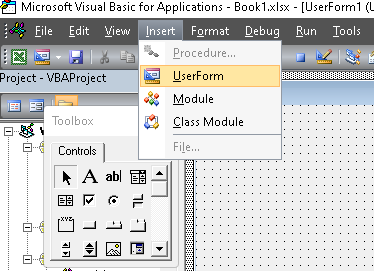 Microsoft Visual Basic for Applications - Book1.xlsx - [UserForm1 (U
File Edit View Insert Format Debug Run Tools
Procedure...
UserForm
Module
Class Module
File...
Project - VBAProject
Toolbox
Controls
A ab|
xyz